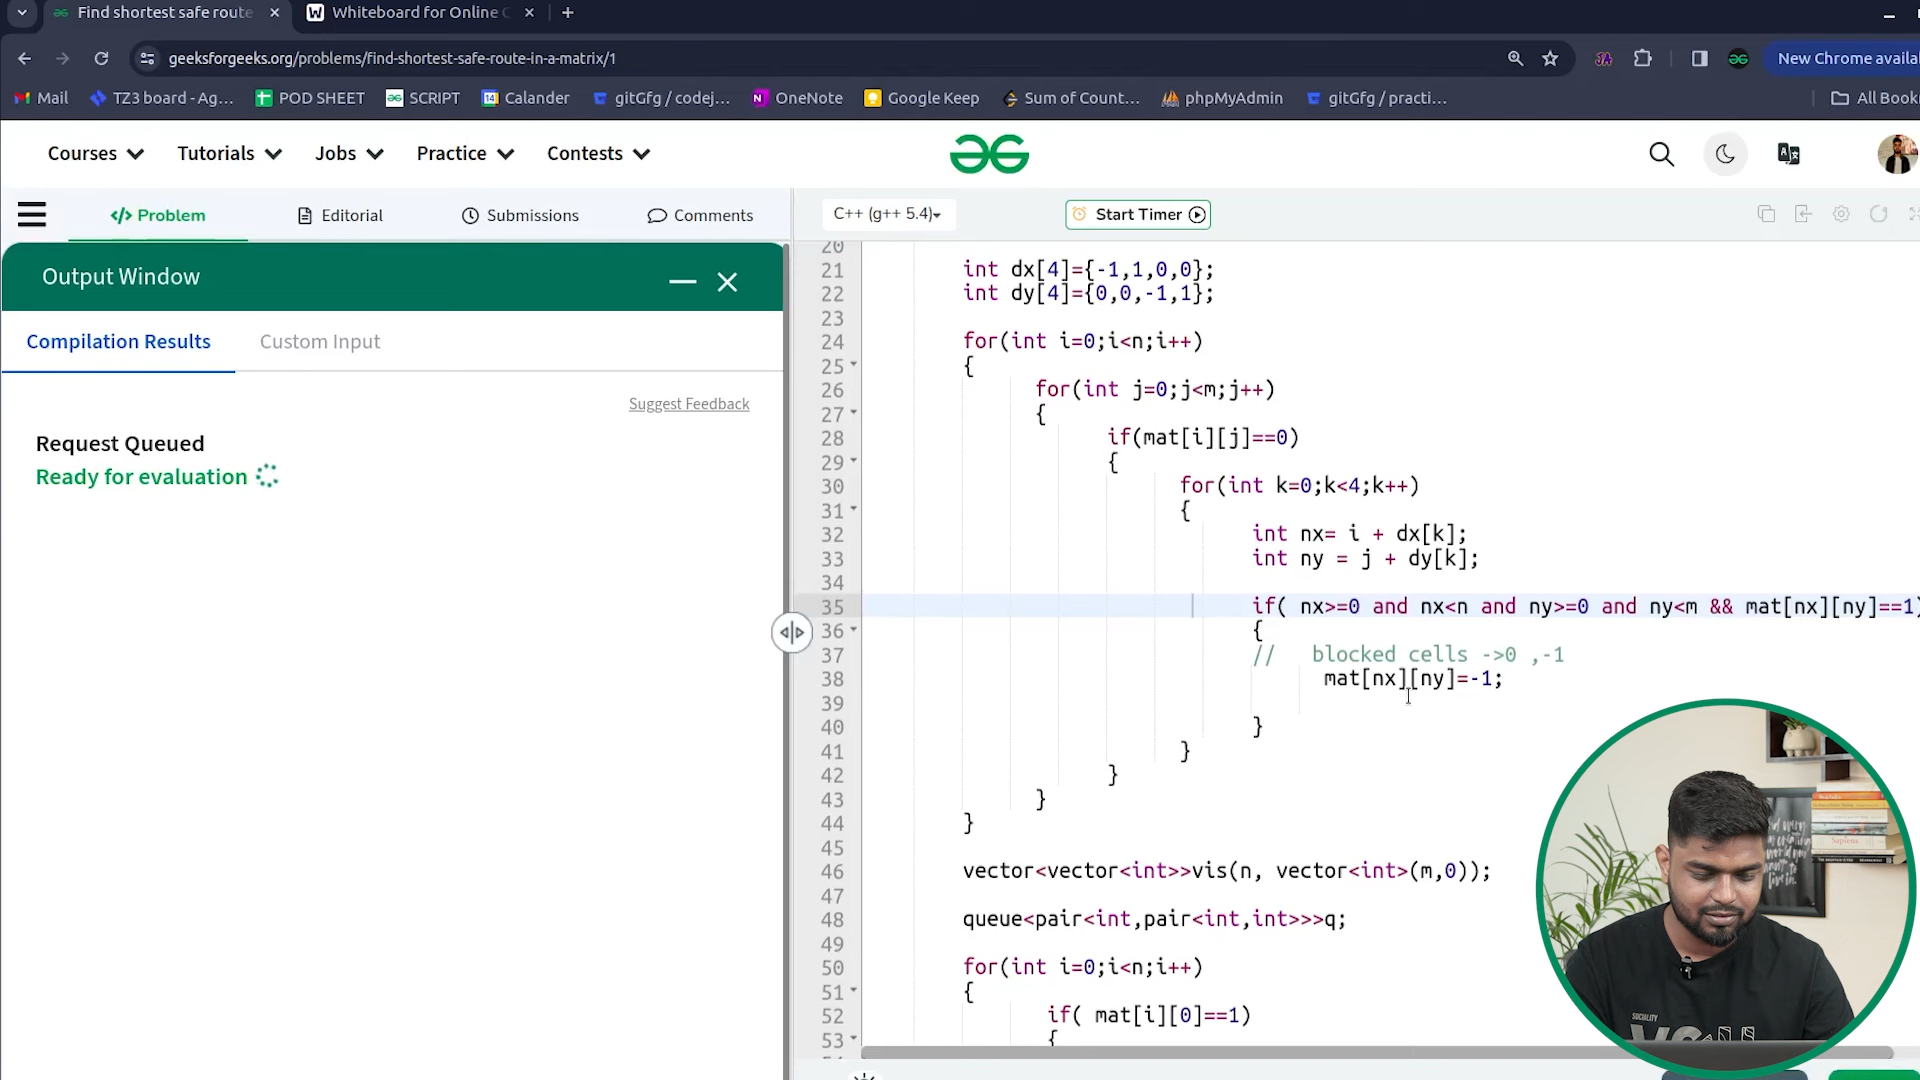 Find shortest safe route
Whiteboard for Online
geeksforgeeks.org/problems/find-shortest-safe-route-in-a-matrix/1
New Chrome availa
Mail
TZ3 board - Ag...
POD SHEET
SCRIPT
14
Calander
gitGfg / codej...
OneNote
Google Keep
Sum of Count...
phpMyAdmin
gitGfg / practi...
All Book
Courses
Tutorials
Jobs
Practice
Contests
</> Problem
Editorial
Submissions
Comments
C++ (g++ 5.4)
Start Timer
Output Window
Compilation Results
Custom Input
Suggest Feedback
Request Queued
Ready for evaluation
20
21 int dx[4]={-1,1,0,0};
22 int dy[4]={0,0,-1,1};
23
24 for(int i=0;i<n;i++)
25 {
26 for(int j=0;j<m;j++)
27 {
28 if(mat[i][j]==0)
29 {
30 for(int k=0;k<4;k++)
31 {
32 int nx= i + dx[k];
33 int ny = j + dy[k];
34
35 if( nx>=0 and nx<n and ny>=0 and ny<m && mat[nx][ny]==1)
36 {
37 // blocked cells ->0 ,-1
38 mat[nx][ny]=-1;
39
40 }
41 }
42 }
43 }
44 }
45
46 vector<vector<int>>vis(n, vector<int>(m,0));
47
48 queue<pair<int,pair<int,int>>>q;
49
50 for(int i=0;i<n;i++)
51 {
52 if( mat[i][0]==1)
53 {
SOCIALITY